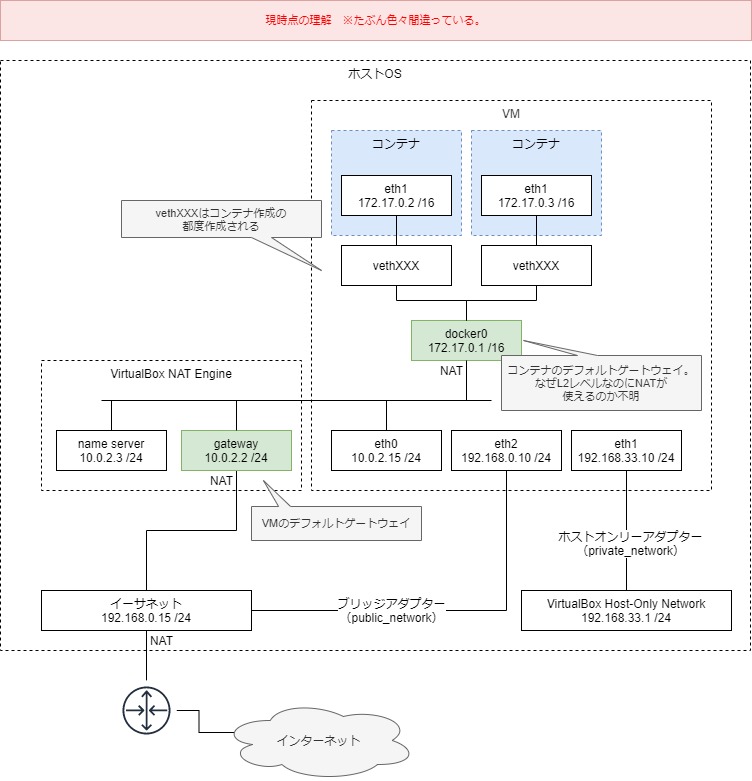 現時点の理解　※たぶん色々間違っている。
ホストOS
VM
コンテナ
コンテナ
eth1
172.17.0.2 /16
eth1
172.17.0.3 /16
vethXXXはコンテナ作成の
都度作成される
vethXXX
vethXXX
docker0
172.17.0.1 /16
NAT
コンテナのデフォルトゲートウェイ。
なぜL2レベルなのにNATが
使えるのか不明
VirtualBox NAT Engine
name server
10.0.2.3 /24
gateway
10.0.2.2 /24
NAT
eth0
10.0.2.15 /24
eth2
192.168.0.10 /24
eth1
192.168.33.10 /24
VMのデフォルトゲートウェイ
ホストオンリーアダプター
（private_network）
イーサネット
192.168.0.15 /24
NAT
ブリッジアダプター
（public_network）
VirtualBox Host-Only Network
192.168.33.1 /24
インターネット